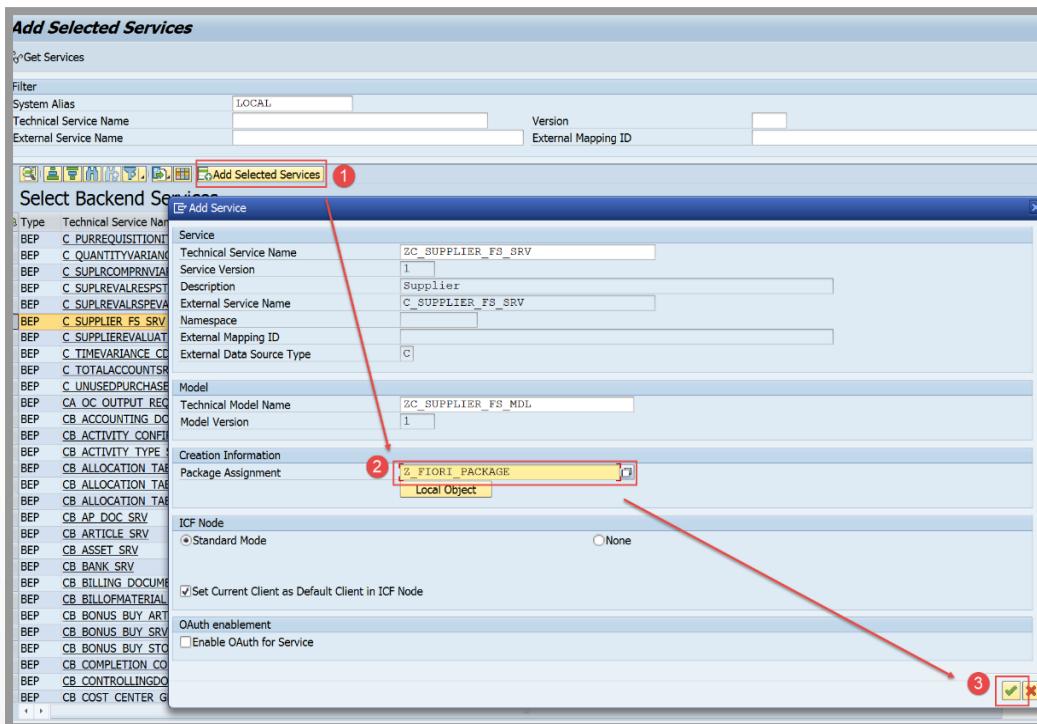 Add Selected Services
Get Services
Filter
System Alias LOCAL
Technical Service Name Version
External Service Name External Mapping ID
Add Selected Services 1
Select Backend Services
Add Service
Type Technical Service Nam
Service
BEP C_PURREQUISITIONI
Technical Service Name ZC_SUPPLIER_FS_SRV
BEP C_QUANTITYVARIANC
Service Version 1
BEP C_SUPLRCOMPRNVIA
Description Supplier
BEP C_SUPLREVALRESPST
External Service Name C_SUPPLIER_FS_SRV
BEP C_SUPLREVALRSPEVA
Namespace
BEP C_SUPPLIER_FS_SRV
External Mapping ID
BEP C_SUPPLIEREVALUAT
External Data Source Type C
BEP C_TIMEVARIANCE_CD
BEP C_TOTALACCOUNTSR
BEP C_UNUSEDPURCHASE
Model
BEP CA_OC_OUTPUT_REQ
Technical Model Name ZC_SUPPLIER_FS_MDL
BEP CB_ACCOUNTING_DO
Model Version 1
BEP CB_ACTIVITY_CONFI
BEP CB_ACTIVITY_TYPE_S
Creation Information
BEP CB_ALLOCATION_TAB
2
Package Assignment Z_FIORI_PACKAGE
BEP CB_ALLOCATION_TAB
Local Object
BEP CB_ALLOCATION_TAB
BEP CB_AP_DOC_SRV
ICF Node
BEP CB_ARTICLE_SRV
Standard Mode None
BEP CB_ASSET_SRV
BEP CB_BANK_SRV
BEP CB_BILLING_DOCUME
Set Current Client as Default Client in ICF Node
BEP CB_BILLOFMATERIAL
BEP CB_BONUS_BUY_ART
OAuth enablement
BEP CB_BONUS_BUY_SRV
Enable OAuth for Service
BEP CB_BONUS_BUY_STO
BEP CB_COMPLETION_CO
BEP CB_CONTROLLINGDO
3
BEP CB_COST_CENTER_G